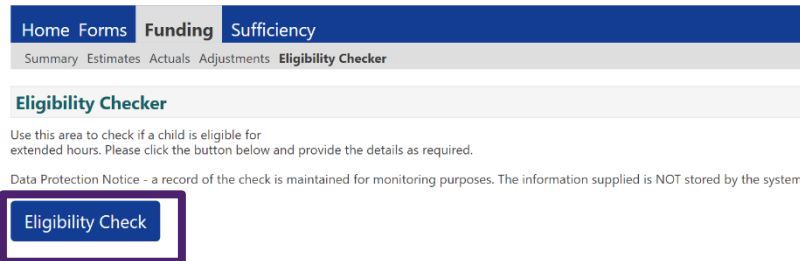 Home Forms Funding Sufficiency
Summary Estimates Actuals Adjustments Eligibility Checker
Eligibility Checker
Use this area to check if a child is eligible for
extended hours. Please click the button below and provide the details as required.
Data Protection Notice - a record of the check is maintained for monitoring purposes. The information supplied is NOT stored by the system
Eligibility Check